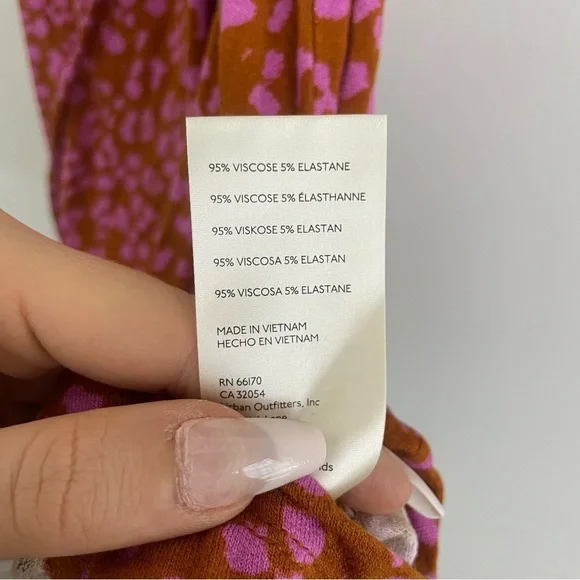 95% VISCOSE 5% ELASTANE
95% VISCOSE 5% ÉLASTHANNE
95% VISKOSE 5% ELASTAN
95% VISCOSA 5% ELASTAN
95% VISCOSA 5% ELASTANE
MADE IN VIETNAM
HECHO EN VIETNAM
RN 66170
CA 32054
Urban Outfitters, Inc